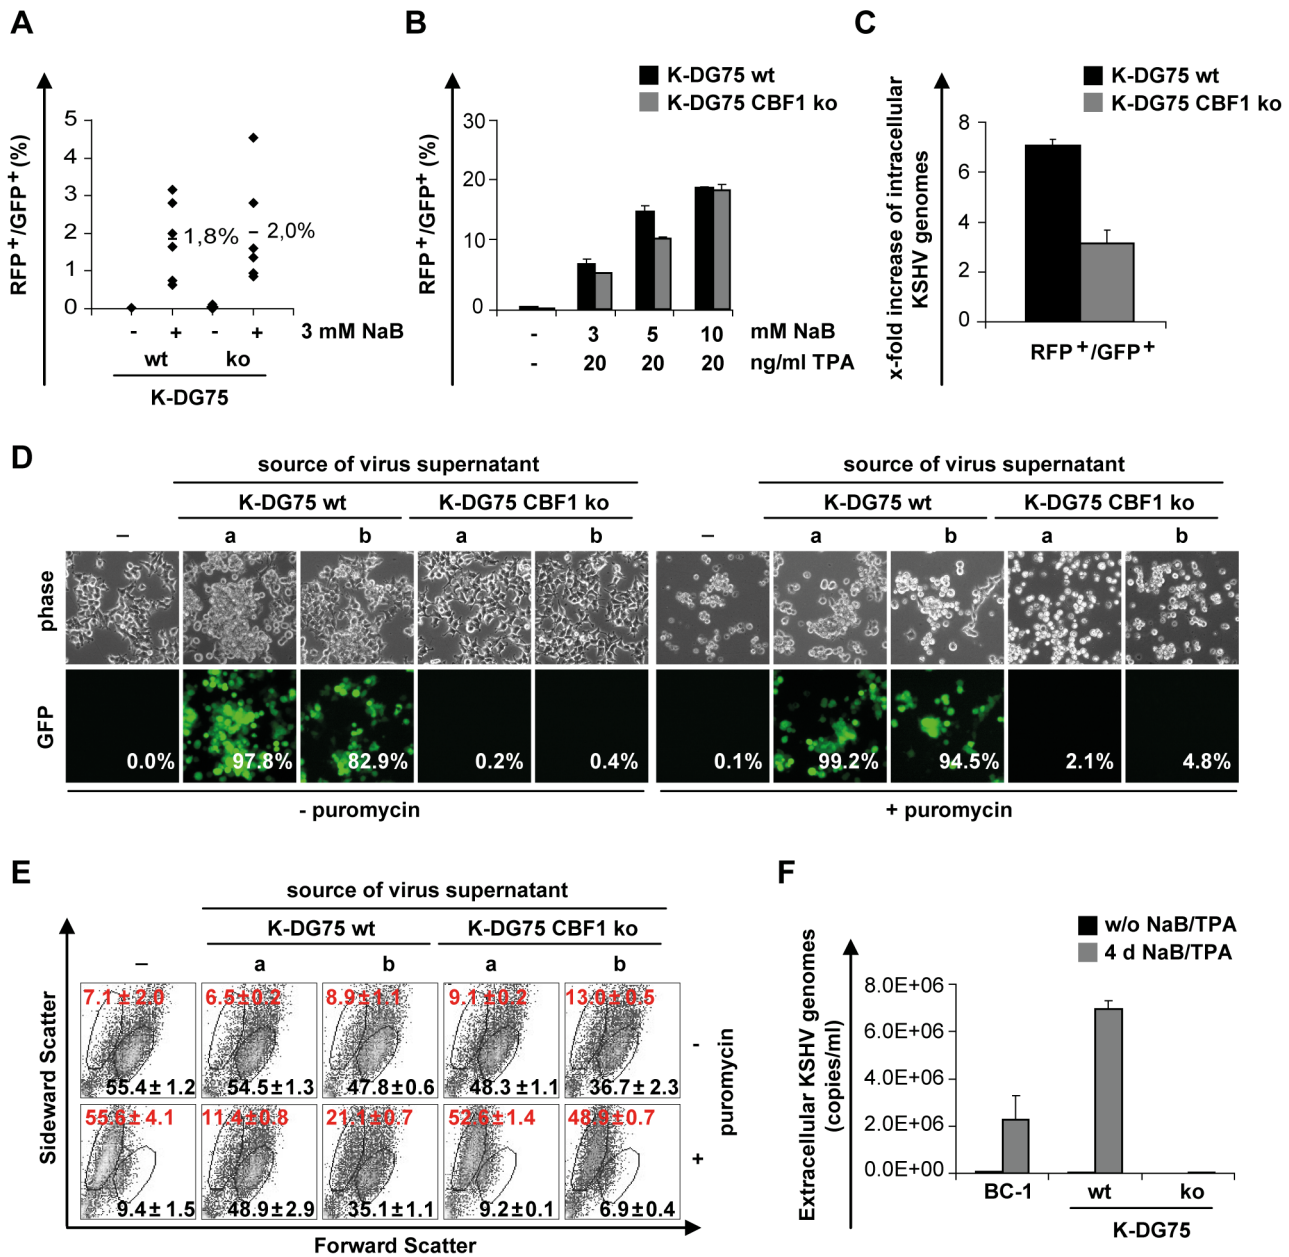 A
RFP+/GFP+ (%)
5
4
3
2
1
0
1,8%
2,0%
- + - + 3 mM NaB
wt ko
K-DG75
B
K-DG75 wt
K-DG75 CBF1 ko
RFP+/GFP+ (%)
30
20
10
0
- 3 5 10 mM NaB
- 20 20 20 ng/ml TPA
C
K-DG75 wt
K-DG75 CBF1 ko
x-fold increase of intracellular
KSHV genomes
8
6
4
2
0
RFP+/GFP+
D
source of virus supernatant source of virus supernatant
K-DG75 wt K-DG75 CBF1 ko K-DG75 wt K-DG75 CBF1 ko
– a b a b – a b a b
phase
GFP
0.0% 97.8% 82.9% 0.2% 0.4% 0.1% 99.2% 94.5% 2.1% 4.8%
- puromycin + puromycin
E
source of virus supernatant
K-DG75 wt K-DG75 CBF1 ko
– a b a b
Sideward Scatter
7.1±2.0 6.5±0.2 8.9±1.1 9.1±0.2 13.0±0.5
55.4±1.2 54.5±1.3 47.8±0.6 48.3±1.1 36.7±2.3
-
55.6±4.1 11.4±0.8 21.1±0.7 52.6±1.4 48.9±0.7
9.4±1.5 48.9±2.9 35.1±1.1 9.2±0.1 6.9±0.4
+
puromycin
Forward Scatter
F
w/o NaB/TPA
4 d NaB/TPA
Extracellular KSHV genomes
(copies/ml)
8.0E+06
6.0E+06
4.0E+06
2.0E+06
0.0E+00
BC-1 wt ko
K-DG75